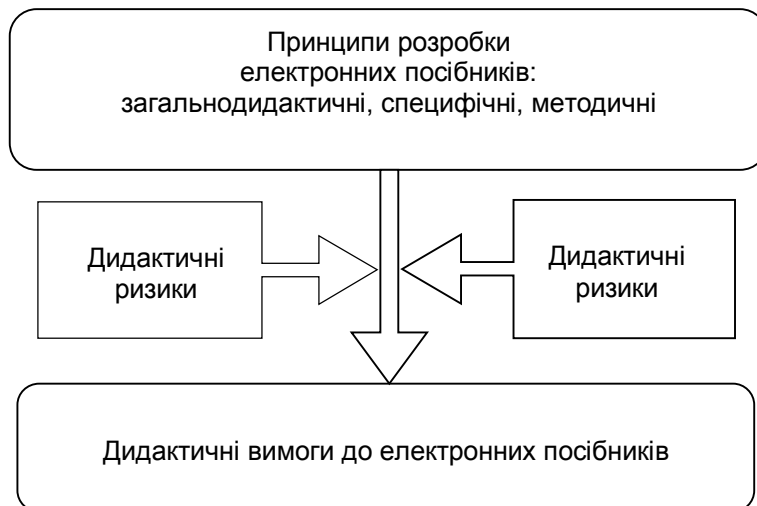 Принципи розробки
електронних посібників:
загальнодидактичні, специфічні, методичні
Дидактичні
ризики
Дидактичні
ризики
Дидактичні вимоги до електронних посібників